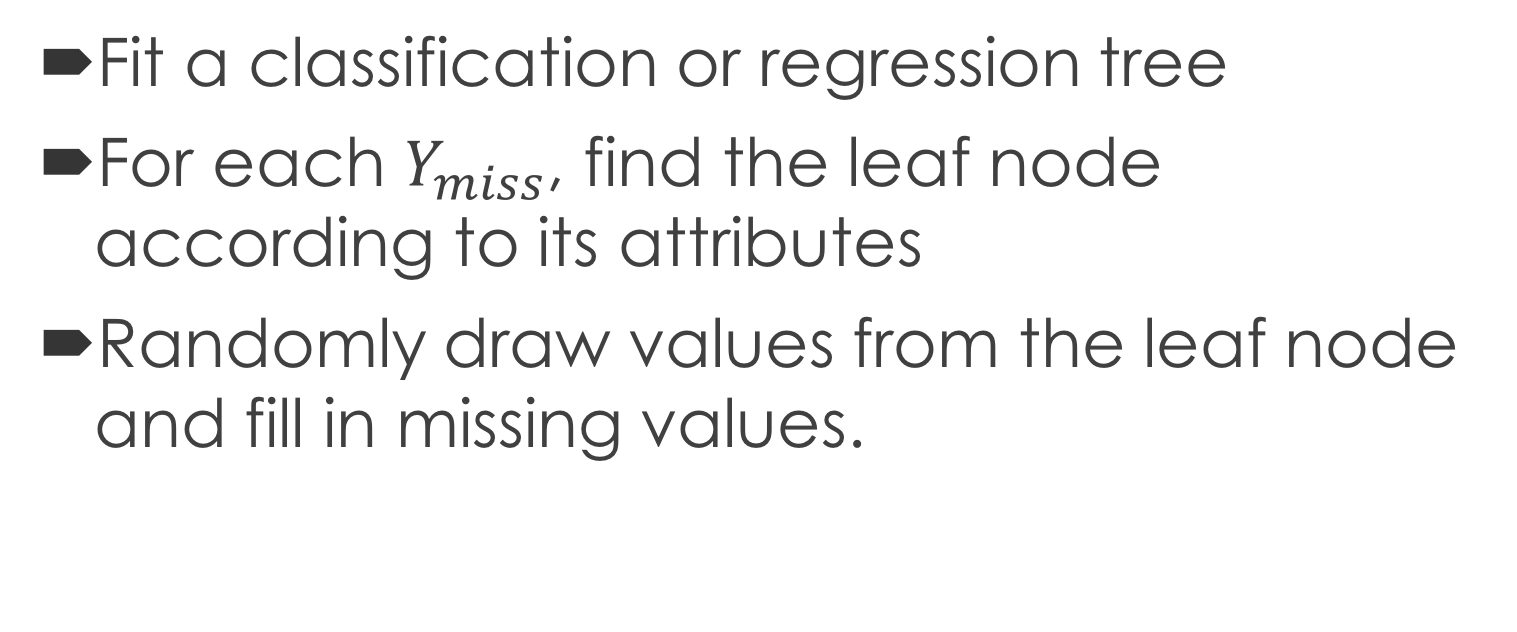 Fit a classification or regression tree
For each Y_miss, find the leaf node
according to its attributes
Randomly draw values from the leaf node
and fill in missing values.